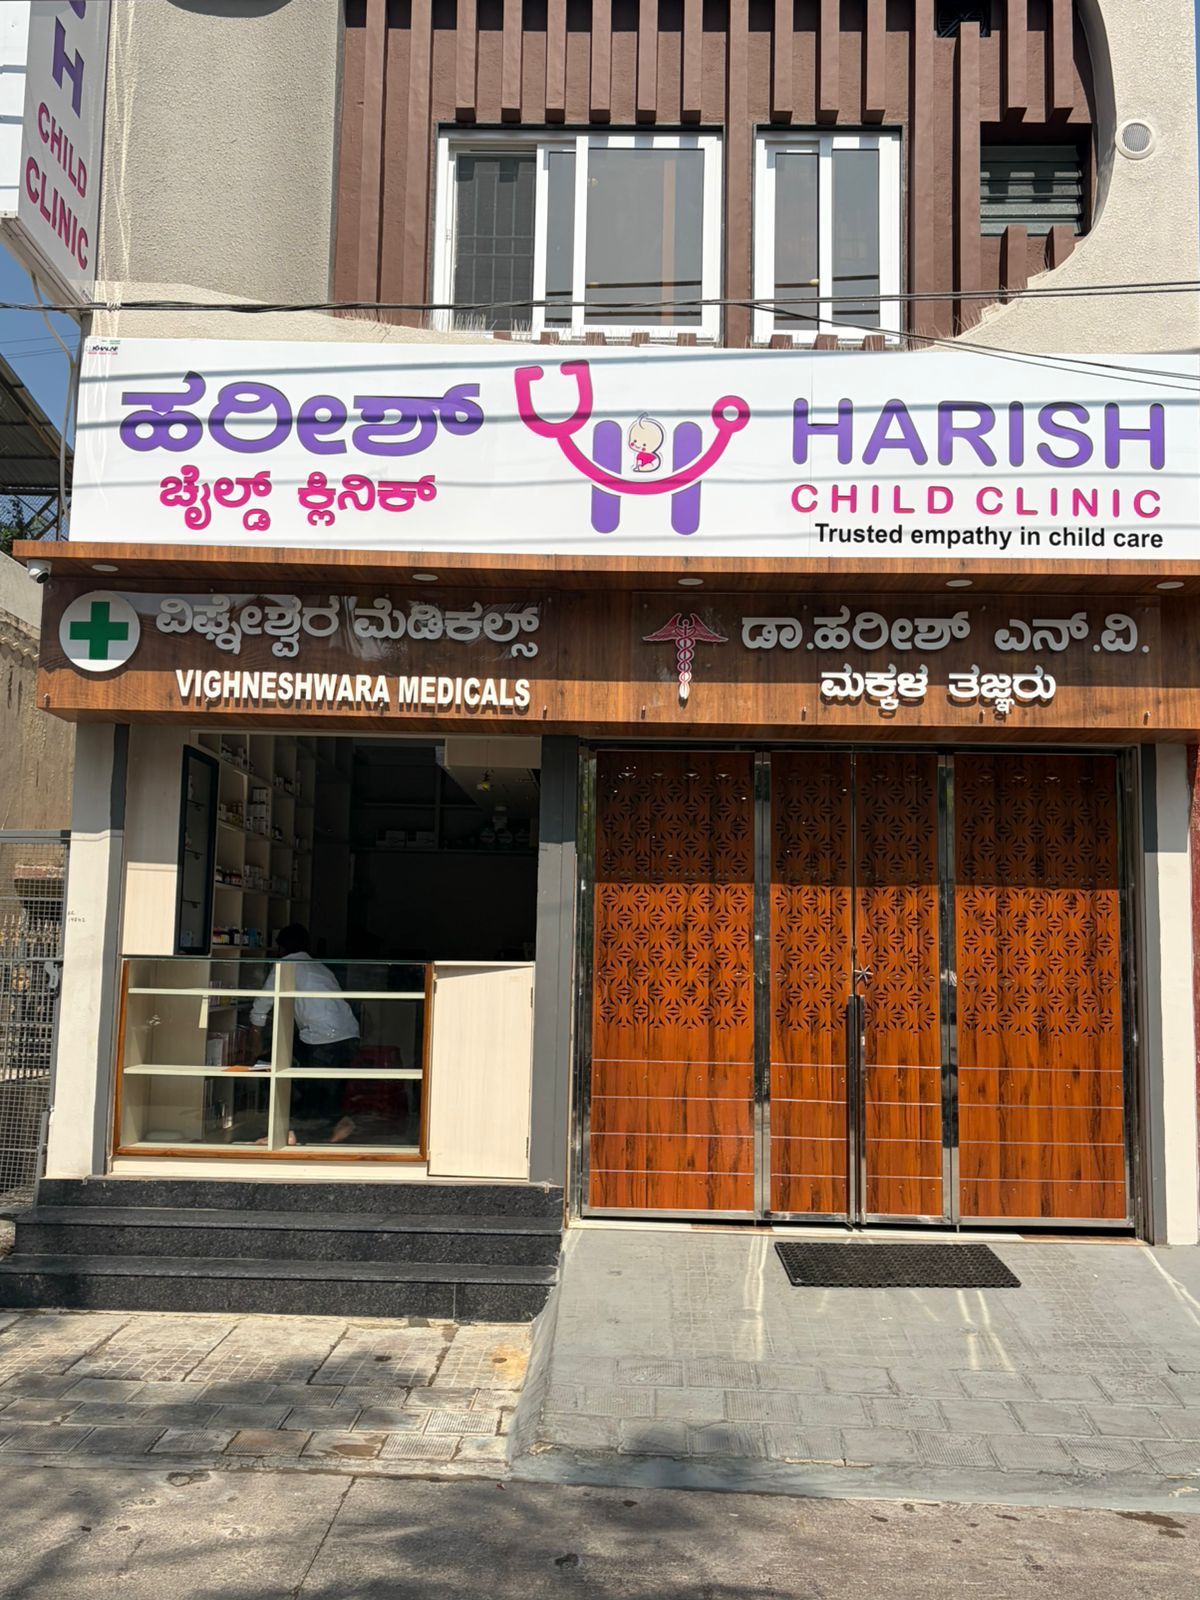 H
CHILD
CLINIC
ಹರೀಶ್
ಚೈಲ್ಡ್ ಕ್ಲಿನಿಕ್
HARISH
CHILD CLINIC
Trusted empathy in child care
ವಿಘ್ನೇಶ್ವರ ಮೆಡಿಕಲ್ಸ್
VIGHNESHWARA MEDICALS
ಡಾ.ಹರೀಶ್ ಎನ್.ವಿ.
ಮಕ್ಕಳ ತಜ್ಞರು